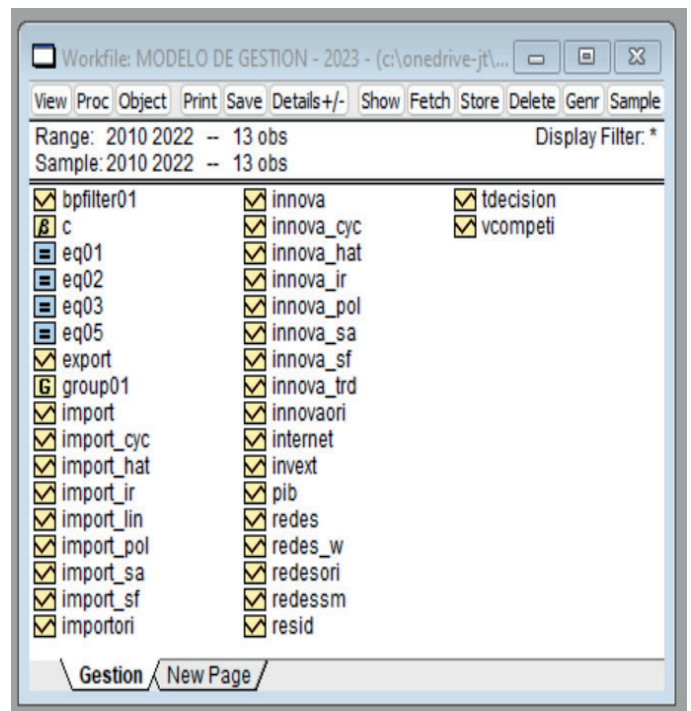 Workfile: MODELO DE GESTION - 2023 - (c:\onedrive-jt\...
View Proc Object Print Save Details+/- Show Fetch Store Delete Genr Sample
Range: 2010 2022 -- 13 obs Display Filter: *
Sample: 2010 2022 -- 13 obs
bpfilter01
β c
eq01
eq02
eq03
eq05
export
G group01
import
import_cyc
import_hat
import_ir
import_lin
import_pol
import_sa
import_sf
importori
innova
innova_cyc
innova_hat
innova_ir
innova_pol
innova_sa
innova_sf
innova_trd
innovaori
internet
invext
pib
redes
redes_w
redesori
redessm
resid
tdecision
vcompeti
Gestion New Page